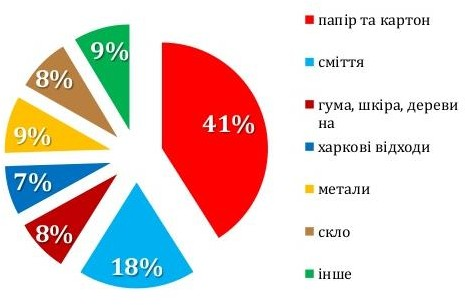 9%
8%
9%
7%
8%
18%
41%
папір та картон
сміття
гума, шкіра, дереви
на
харкові відходи
метали
скло
інше